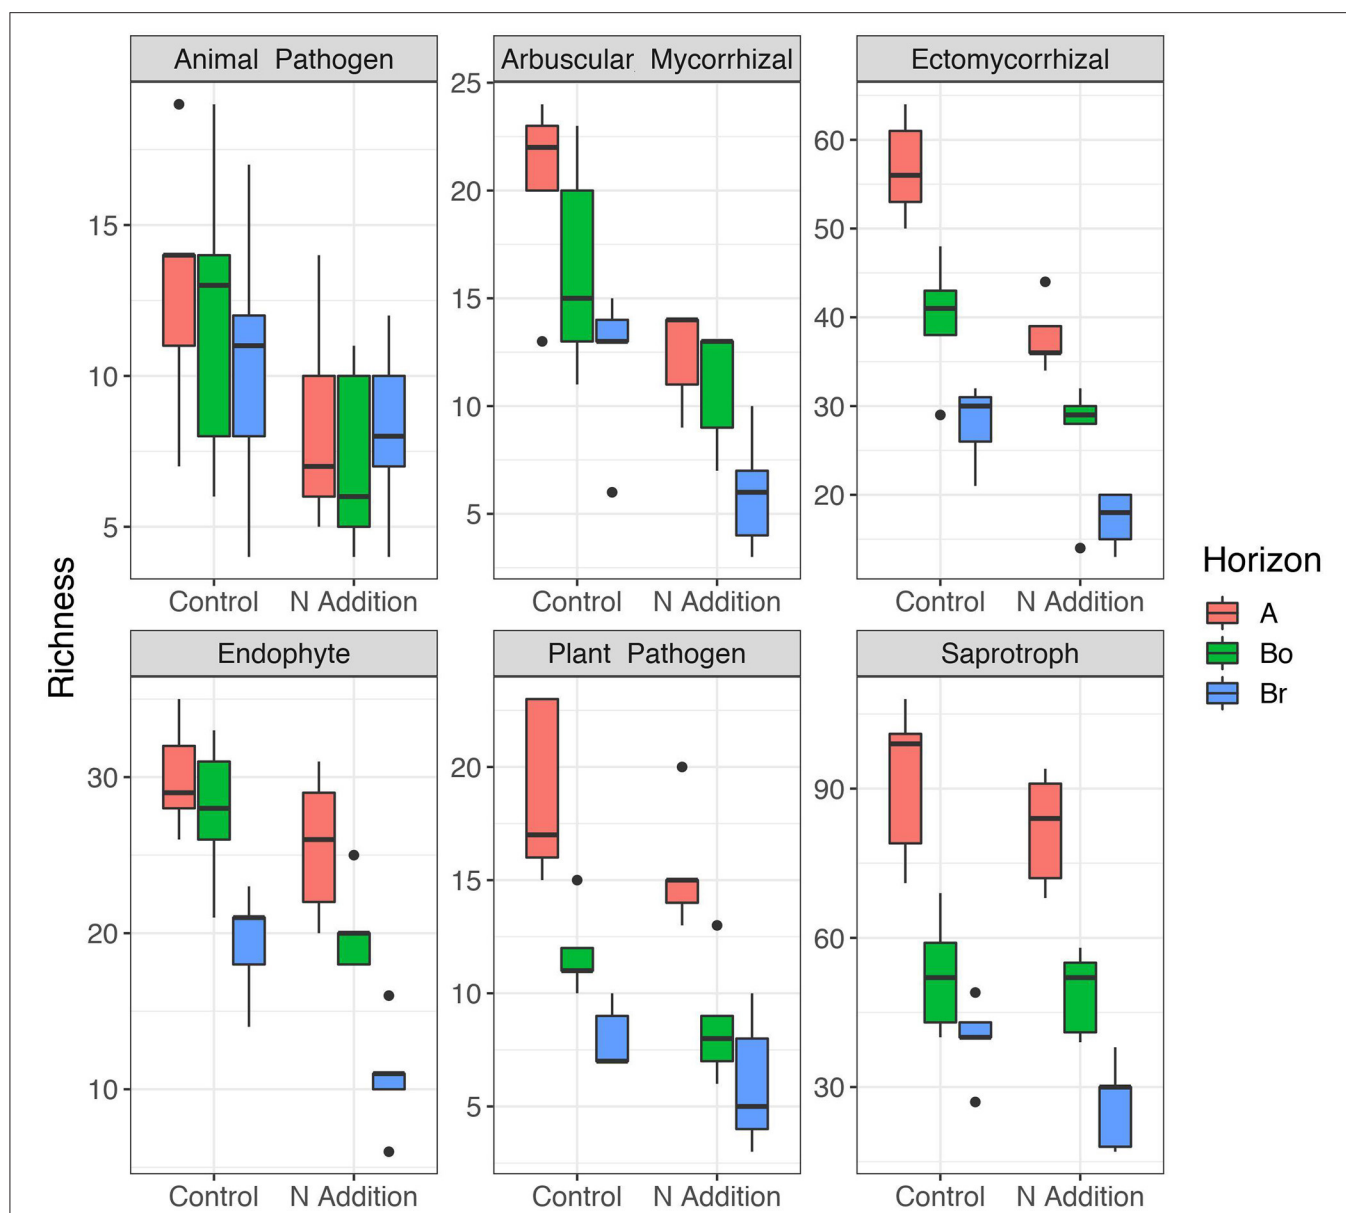 Richness
Animal Pathogen
15
10
5
Control N Addition
Arbuscular Mycorrhizal
25
20
15
10
5
Control N Addition
Ectomycorrhizal
60
50
40
30
20
Control N Addition
Endophyte
30
20
10
Control N Addition
Plant Pathogen
20
15
10
5
Control N Addition
Saprotroph
90
60
30
Control N Addition
Horizon
A
Bo
Br